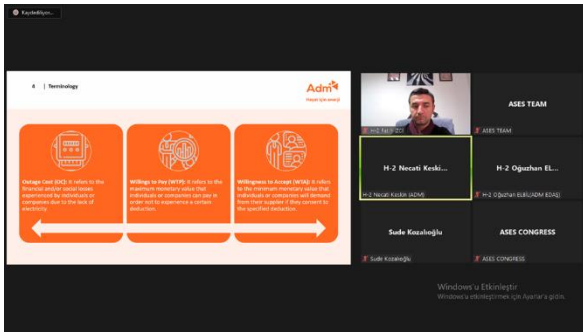 Kaydediliyor...
4 | Terminology
Adm
Outage Cost (OC): It refers to the
financial and/or social losses
experienced by individuals or
companies due to the lack of
electricity.
Willings to Pay (WTP): It refers to the
maximum monetary value that
individuals or companies can pay in
order not to experience a certain
deduction.
Willingness to Accept (WTA): It refers
to the minimum monetary value that
individuals or companies will demand
from their supplier if they consent to
the specified deduction.
ASES TEAM
ASES TEAM
H-2 Necati Keski...
H-2 Necati Keskin (ADM)
H-2 Oğuzhan EL...
Sude Kozalıoğlu
Sude Kozalıoğlu
ASES CONGRESS
ASES CONGRESS
Windows'u Etkinleştir
Windows'u etkinleştirmek için Ayarlar'a gidin.